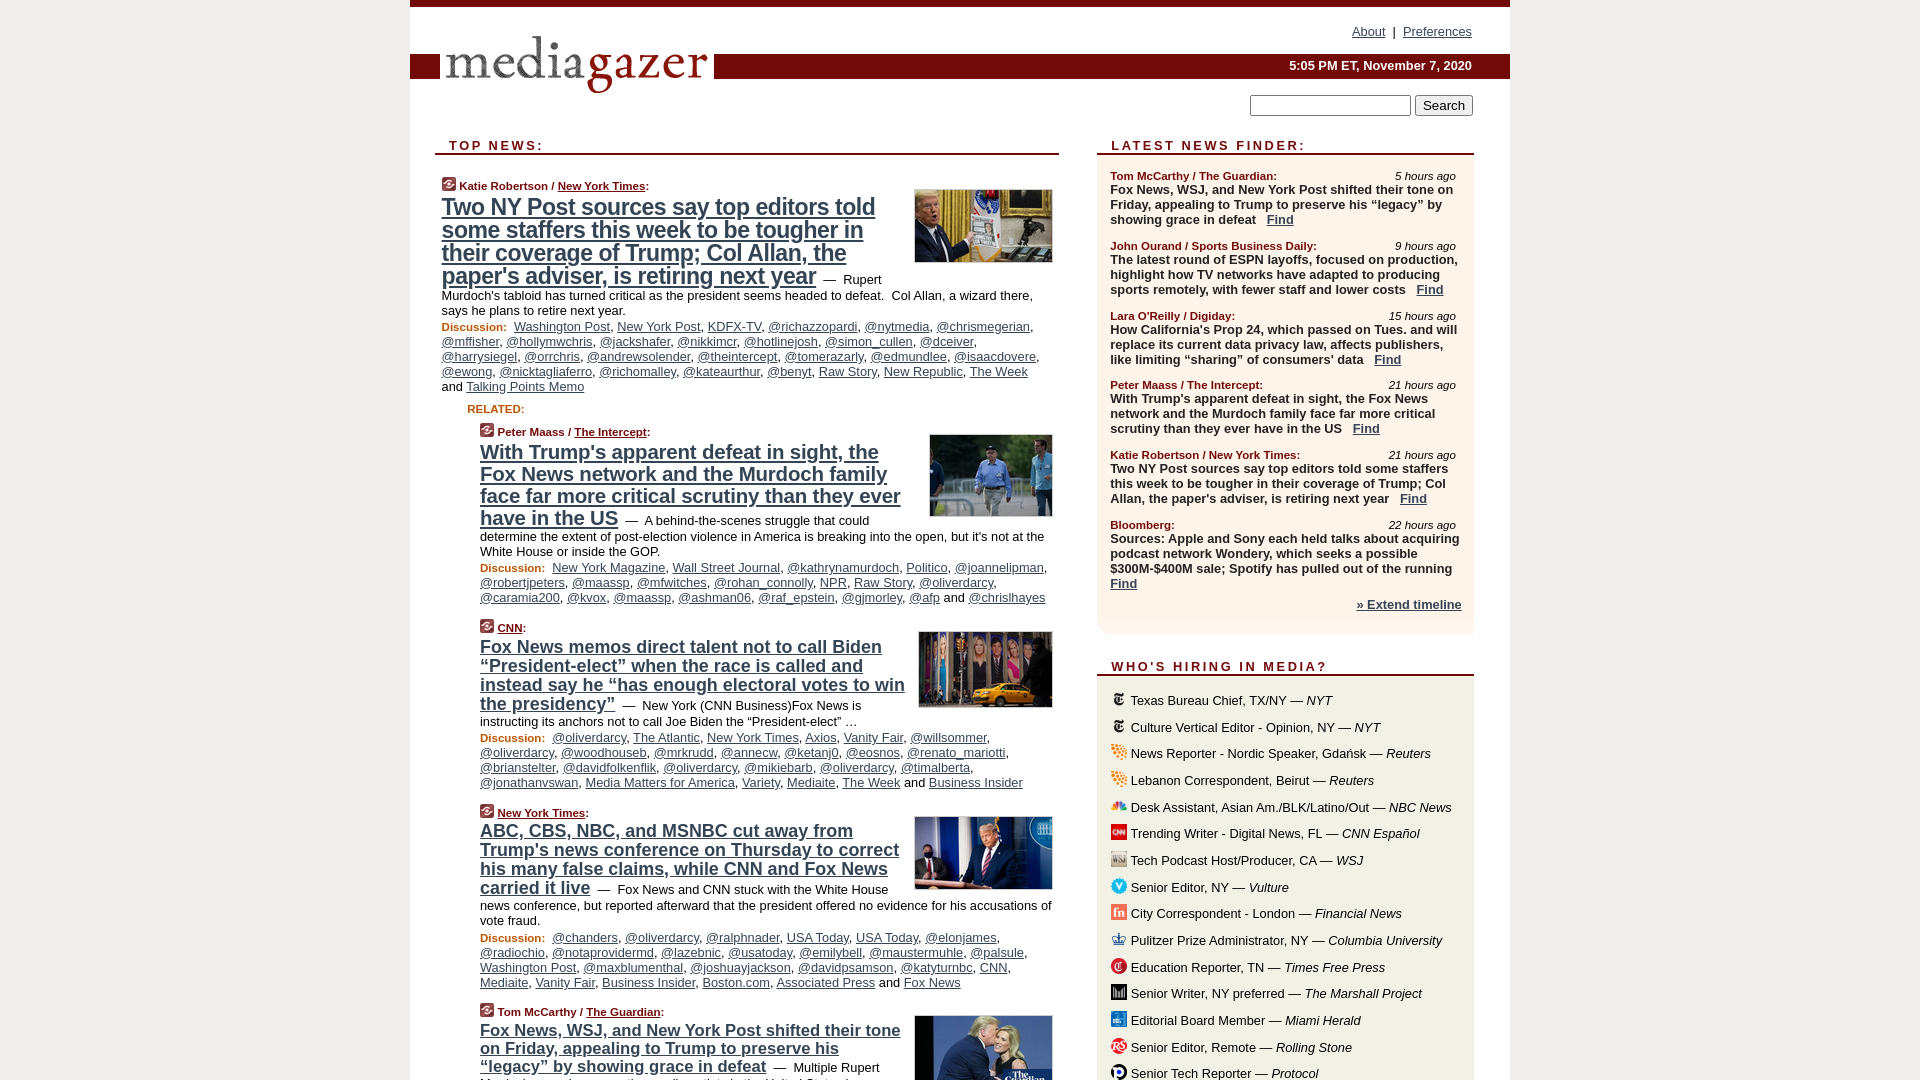 About | Preferences
mediagazer
5:05 PM ET, November 7, 2020
Search
TOP NEWS:
Katie Robertson / New York Times:
Two NY Post sources say top editors told
some staffers this week to be tougher in
their coverage of Trump; Col Allan, the
paper's adviser, is retiring next year — Rupert
Murdoch's tabloid has turned critical as the president seems headed to defeat. Col Allan, a wizard there,
says he plans to retire next year.
Discussion: Washington Post, New York Post, KDFX-TV, @richazzopardi, @nytmedia, @chrismegerian,
@mffisher, @hollymwchris, @jackshafer, @nikkimcr, @hotlinejosh, @simon_cullen, @dceiver,
@harrysiegel, @orrchris, @andrewsolender, @theintercept, @tomerazarly, @edmundlee, @isaacdovere,
@ewong, @nicktagliaferro, @richomalley, @kateaurthur, @benyt, Raw Story, New Republic, The Week
and Talking Points Memo
RELATED:
Peter Maass / The Intercept:
With Trump's apparent defeat in sight, the
Fox News network and the Murdoch family
face far more critical scrutiny than they ever
have in the US — A behind-the-scenes struggle that could
determine the extent of post-election violence in America is breaking into the open, but it's not at the
White House or inside the GOP.
Discussion: New York Magazine, Wall Street Journal, @kathrynamurdoch, Politico, @joannelipman,
@robertjpeters, @maassp, @mfwitches, @rohan_connolly, NPR, Raw Story, @oliverdarcy,
@caramia200, @kvox, @maassp, @ashman06, @raf_epstein, @gjmorley, @afp and @chrislhayes
CNN:
Fox News memos direct talent not to call Biden
“President-elect” when the race is called and
instead say he “has enough electoral votes to win
the presidency” — New York (CNN Business)Fox News is
instructing its anchors not to call Joe Biden the “President-elect” …
Discussion: @oliverdarcy, The Atlantic, New York Times, Axios, Vanity Fair, @willsommer,
@oliverdarcy, @woodhouseb, @mrkrudd, @annecw, @ketanj0, @eosnos, @renato_mariotti,
@brianstelter, @davidfolkenflik, @oliverdarcy, @mikiebarb, @oliverdarcy, @timalberta,
@jonathanvswan, Media Matters for America, Variety, Mediaite, The Week and Business Insider
New York Times:
ABC, CBS, NBC, and MSNBC cut away from
Trump's news conference on Thursday to correct
his many false claims, while CNN and Fox News
carried it live — Fox News and CNN stuck with the White House
news conference, but reported afterward that the president offered no evidence for his accusations of
vote fraud.
Discussion: @chanders, @oliverdarcy, @ralphnader, USA Today, USA Today, @elonjames,
@radiochio, @notaprovidermd, @lazebnic, @usatoday, @emilybell, @maustermuhle, @palsule,
Washington Post, @maxblumenthal, @joshuayjackson, @davidpsamson, @katyturnbc, CNN,
Mediaite, Vanity Fair, Business Insider, Boston.com, Associated Press and Fox News
Tom McCarthy / The Guardian:
Fox News, WSJ, and New York Post shifted their tone
on Friday, appealing to Trump to preserve his
“legacy” by showing grace in defeat — Multiple Rupert
The
LATEST NEWS FINDER:
Tom McCarthy / The Guardian: 5 hours ago
Fox News, WSJ, and New York Post shifted their tone on
Friday, appealing to Trump to preserve his “legacy” by
showing grace in defeat Find
John Ourand / Sports Business Daily: 9 hours ago
The latest round of ESPN layoffs, focused on production,
highlight how TV networks have adapted to producing
sports remotely, with fewer staff and lower costs Find
Lara O'Reilly / Digiday: 15 hours ago
How California's Prop 24, which passed on Tues. and will
replace its current data privacy law, affects publishers,
like limiting “sharing” of consumers' data Find
Peter Maass / The Intercept: 21 hours ago
With Trump's apparent defeat in sight, the Fox News
network and the Murdoch family face far more critical
scrutiny than they ever have in the US Find
Katie Robertson / New York Times: 21 hours ago
Two NY Post sources say top editors told some staffers
this week to be tougher in their coverage of Trump; Col
Allan, the paper's adviser, is retiring next year Find
Bloomberg: 22 hours ago
Sources: Apple and Sony each held talks about acquiring
podcast network Wondery, which seeks a possible
$300M-$400M sale; Spotify has pulled out of the running
Find
» Extend timeline
WHO'S HIRING IN MEDIA?
Texas Bureau Chief, TX/NY — NYT
Culture Vertical Editor - Opinion, NY — NYT
News Reporter - Nordic Speaker, Gdańsk — Reuters
Lebanon Correspondent, Beirut — Reuters
Desk Assistant, Asian Am./BLK/Latino/Out — NBC News
Trending Writer - Digital News, FL — CNN Español
Tech Podcast Host/Producer, CA — WSJ
Senior Editor, NY — Vulture
City Correspondent - London — Financial News
Pulitzer Prize Administrator, NY — Columbia University
Education Reporter, TN — Times Free Press
Senior Writer, NY preferred — The Marshall Project
Editorial Board Member — Miami Herald
Senior Editor, Remote — Rolling Stone
Senior Tech Reporter — Protocol